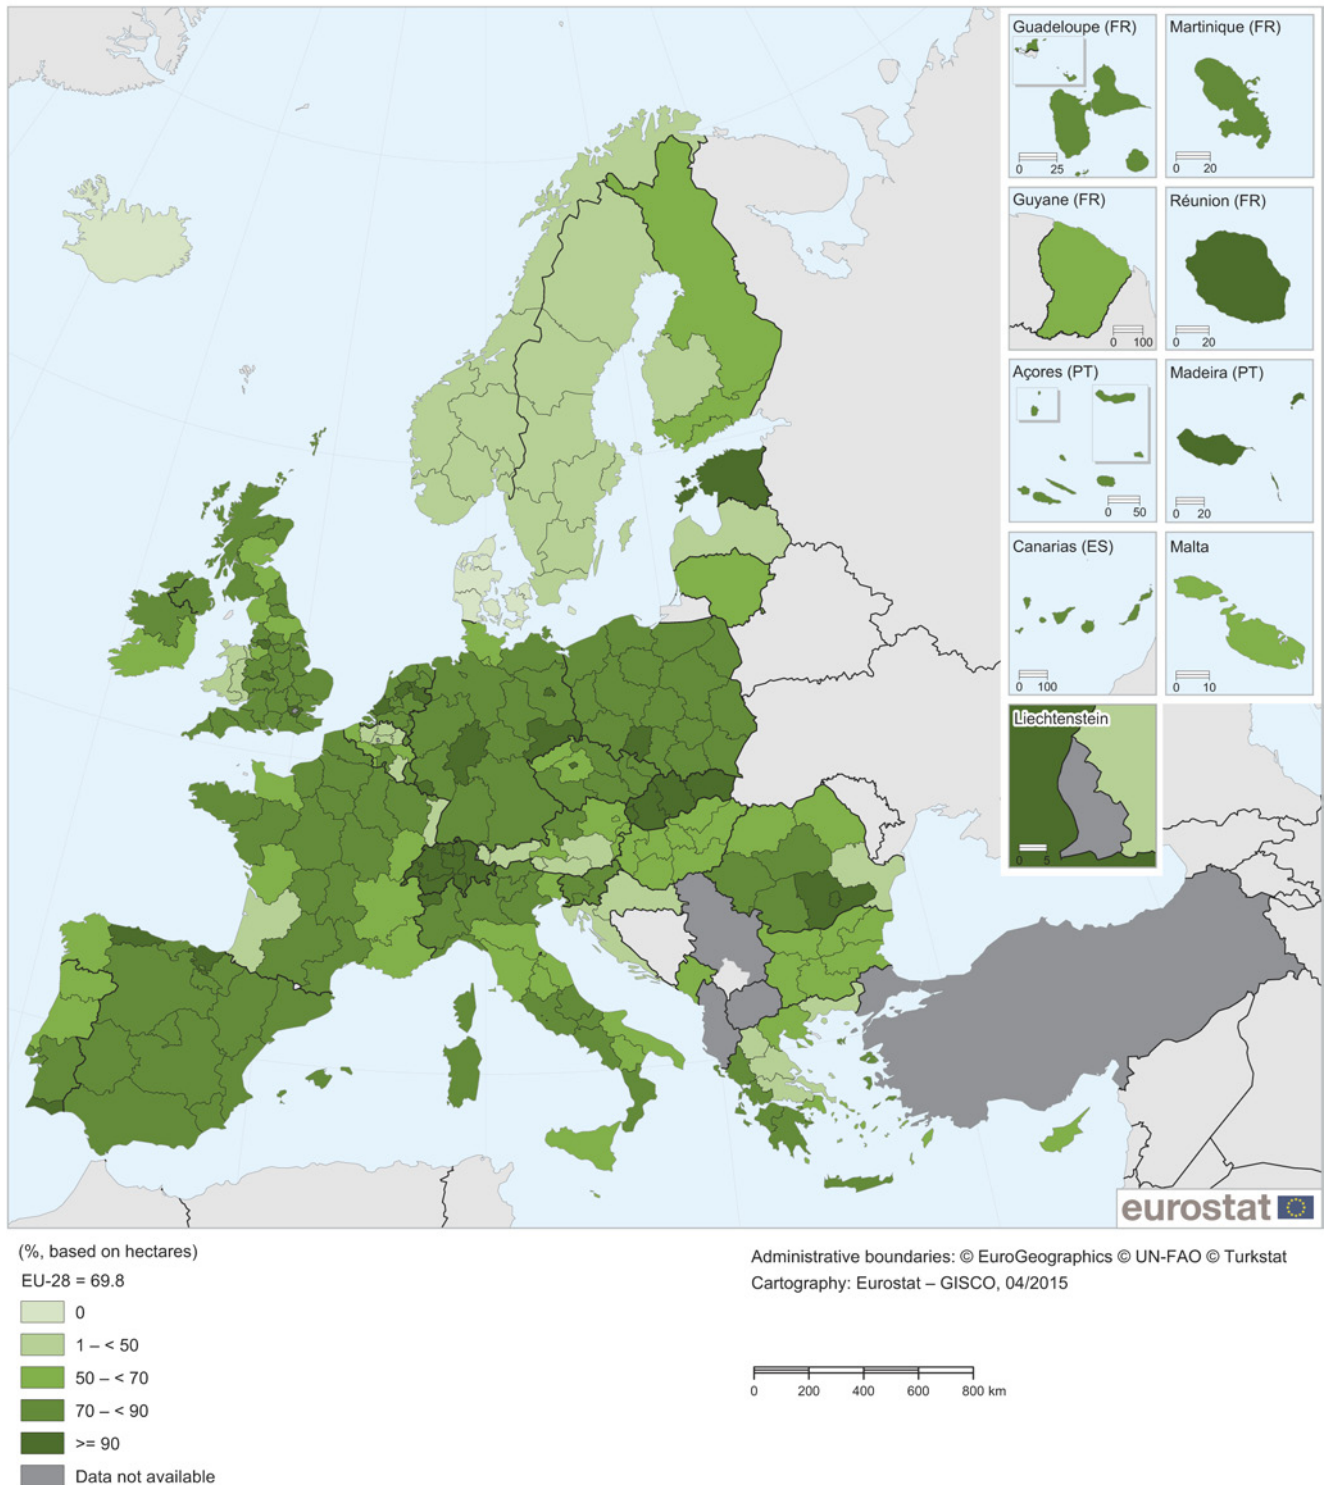 Guadeloupe (FR)
0 25
Martinique (FR)
0 20
Guyane (FR)
0 100
Réunion (FR)
0 20
Açores (PT)
0 50
Madeira (PT)
0 20
Canarias (ES)
0 100
Malta
0 10
Liechtenstein
0 5
eurostat
(%, based on hectares)
EU-28 = 69.8
0
1 – < 50
50 – < 70
70 – < 90
>= 90
Data not available
Administrative boundaries: © EuroGeographics © UN-FAO © Turkstat
Cartography: Eurostat – GISCO, 04/2015
0 200 400 600 800 km